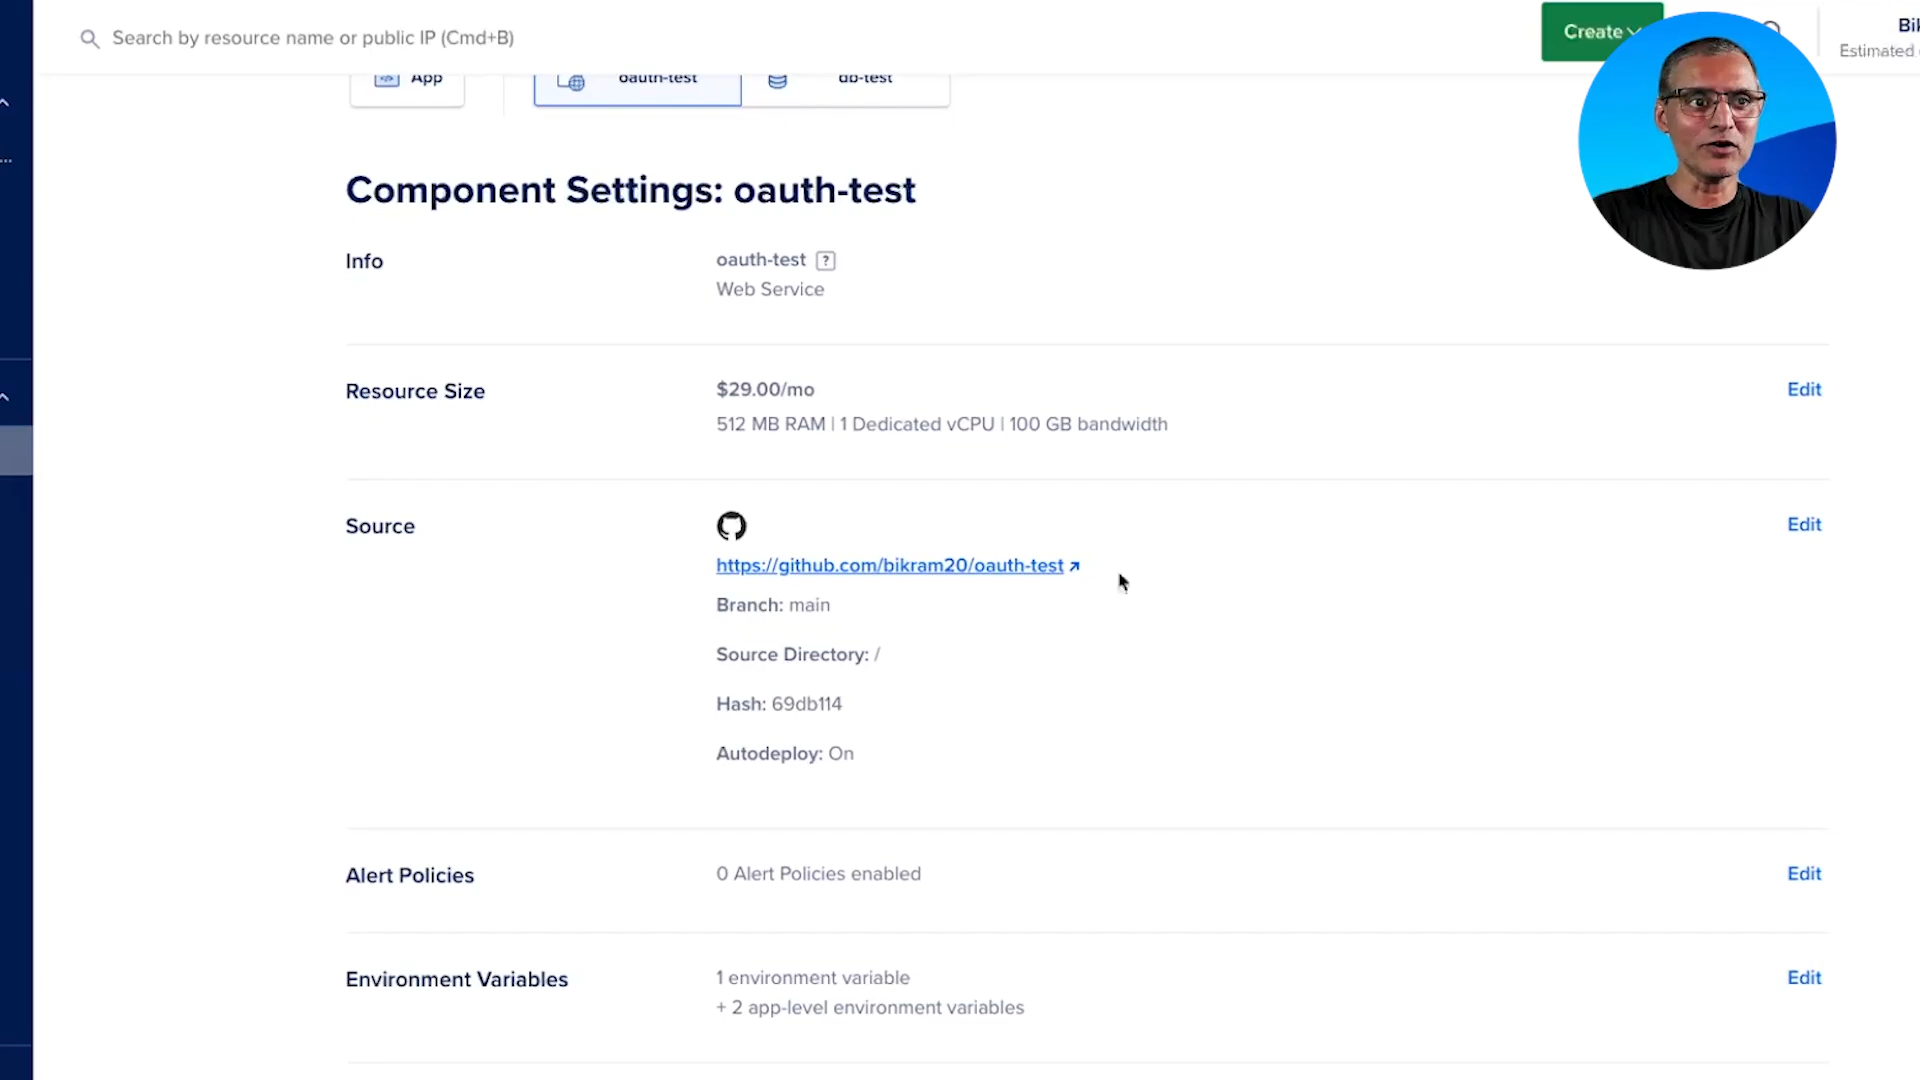 Search by resource name or public IP (Cmd+B)
Create
Bik
Estimated
App
oauth-test
db-test
Component Settings: oauth-test
Info
oauth-test ?
Web Service
Resource Size
$29.00/mo
Edit
512 MB RAM | 1 Dedicated vCPU | 100 GB bandwidth
Source
Edit
https://github.com/bikram20/oauth-test
Branch: main
Source Directory: /
Hash: 69db114
Autodeploy: On
Alert Policies
0 Alert Policies enabled
Edit
Environment Variables
1 environment variable
Edit
+ 2 app-level environment variables